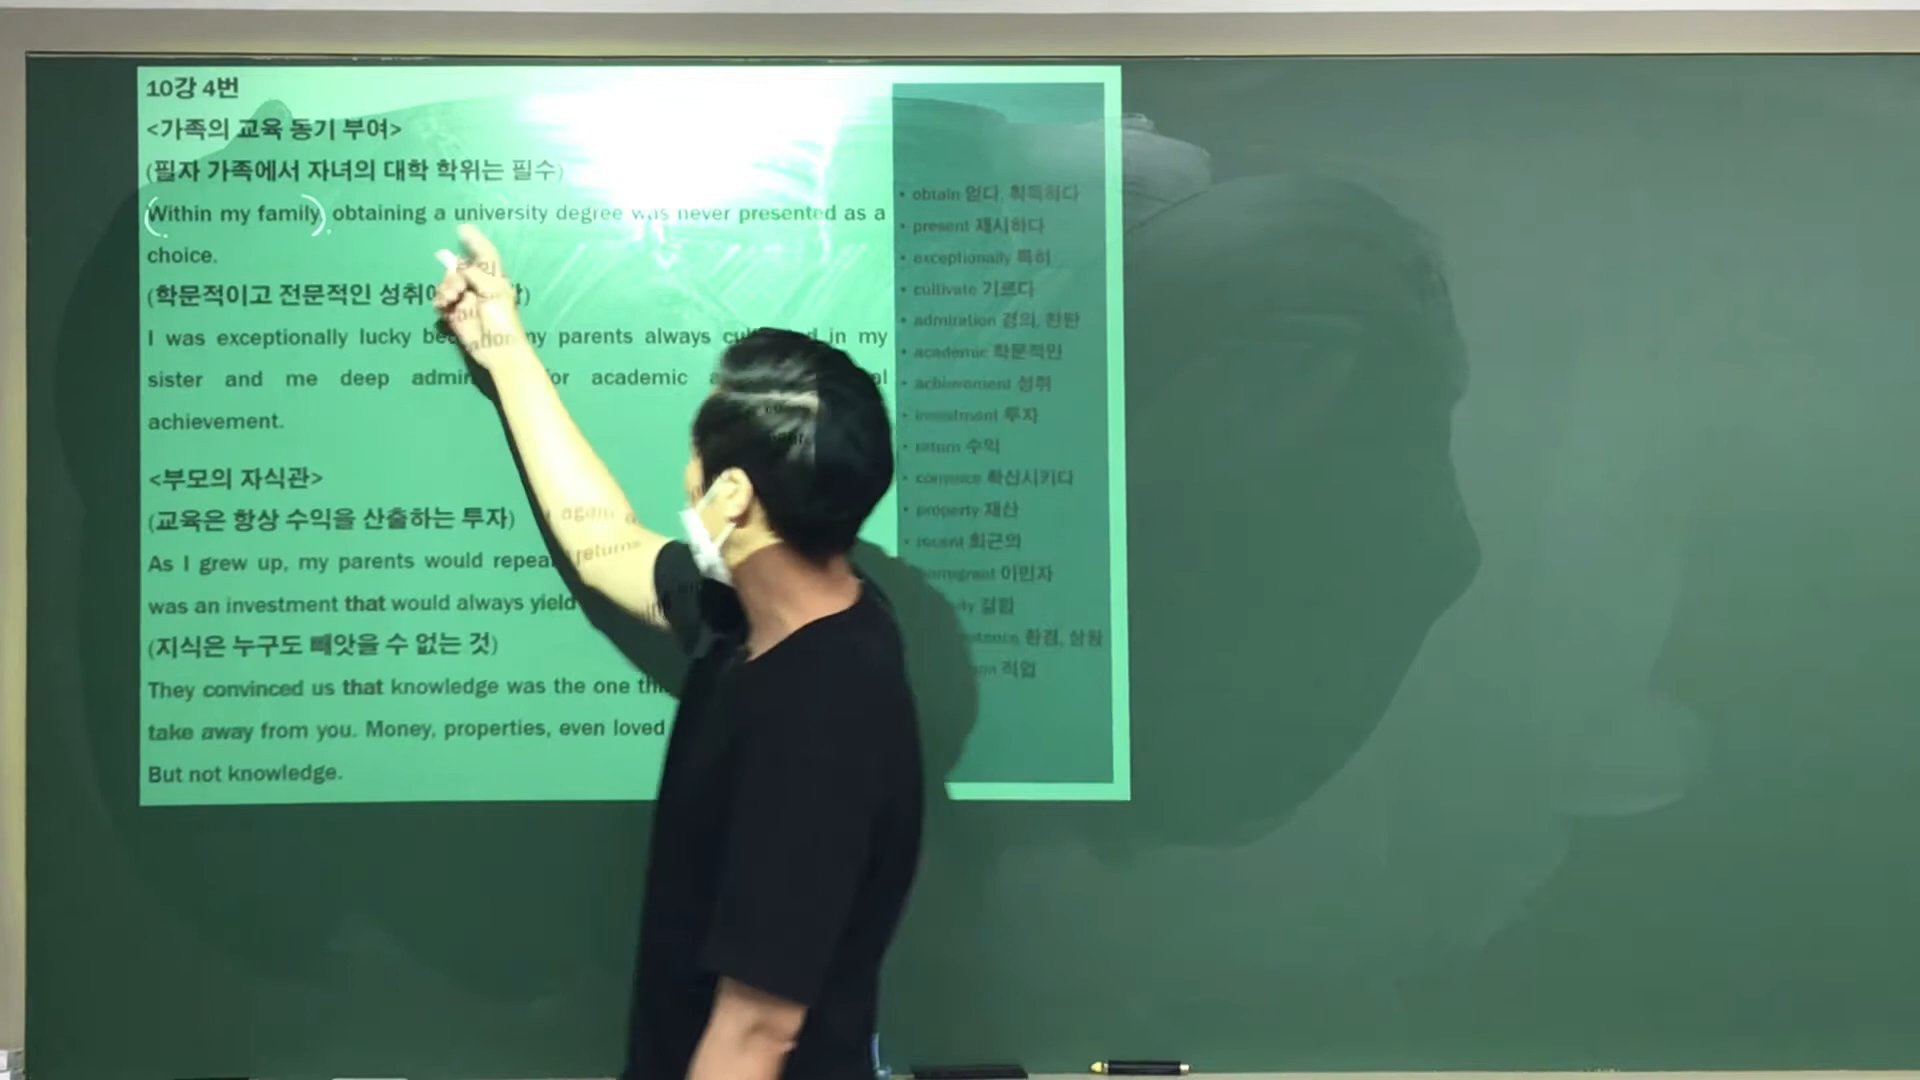 10강 4번
<가족의 교육 동기 부여>
(필자 가족에서 자녀의 대학 학위는 필수)
(Within my family), obtaining a university degree was never presented as a
choice.
(학문적이고 전문적인 성취에
I was exceptionally lucky my parents always in my
sister and me deep for academic
achievement.
<부모의 자식관>
(교육은 항상 수익을 산출하는 투자)
As I grew up, my parents would again
was an investment that would always yield returns
(지식은 누구도 빼앗을 수 없는 것)
They convinced us that knowledge was the one
take away from you. Money, properties, even loved
But not knowledge.
• obtain 얻다, 획득하다
• present 제시하다
• exceptionally 특히
• cultivate 기르다
• admiration 경의, 한탄
• academic 학문적인
• achievement 성취
• investment 투자
• return 수익
• convince 확신시키다
• property 재산
• recent 최근의
immigrant 이민자
결함
환경, 상황
직업